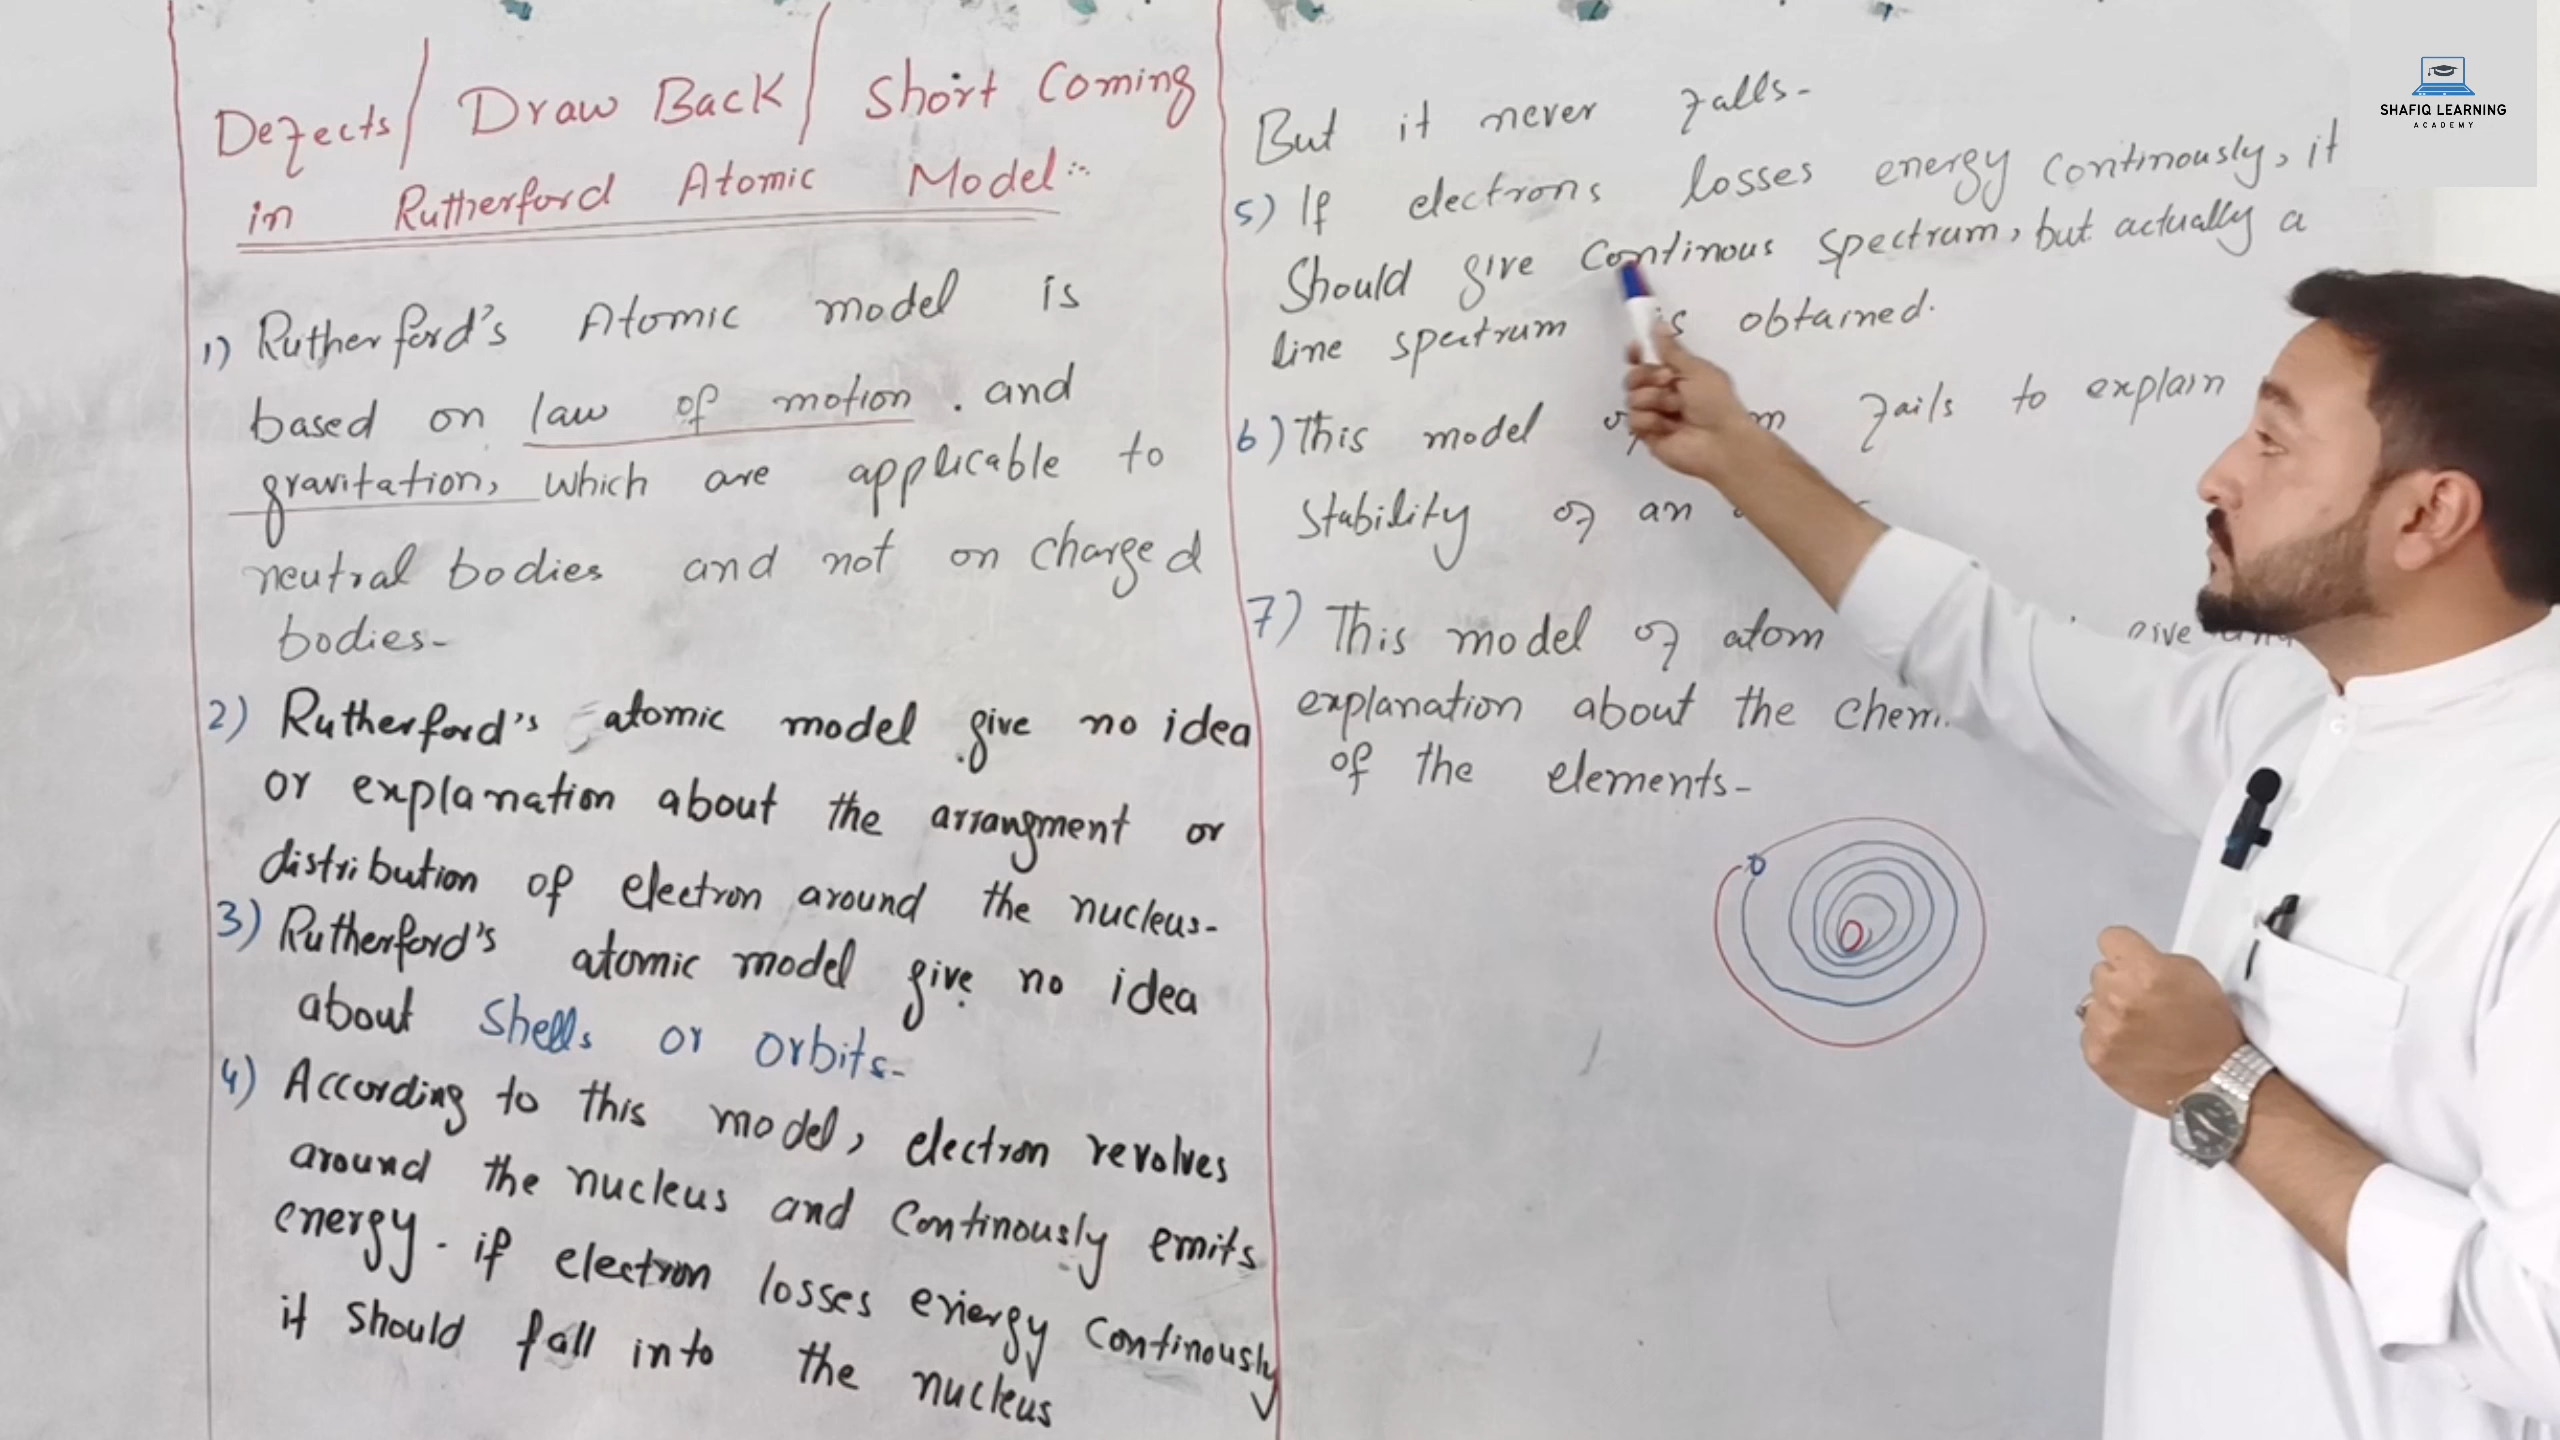 Defects/ Draw Back/ Short Coming
in Rutherford Atomic Model:-
1) Rutherford's Atomic model is
based on law of motion. and
gravitation, which are applicable to
neutral bodies and not on charged
bodies-
2) Rutherford's atomic model give no idea
or explanation about the arrangment or
distribution of electron around the nucleus-
3) Rutherford's atomic model give no idea
about Shells or orbits-
4) According to this model, electron revolves
around the nucleus and Continously emits
energy. if electron losses energy Continously
it should fall into the nucleus
But it never falls-
5) If electrons losses energy Continously, it
Should give Continous Spectrum, but actually a
line spectrum is obtained.
6) This model fails to explain
Stability of an
7) This model of atom give
explanation about the
of the elements-
SHAFIQ LEARNING
ACADEMY